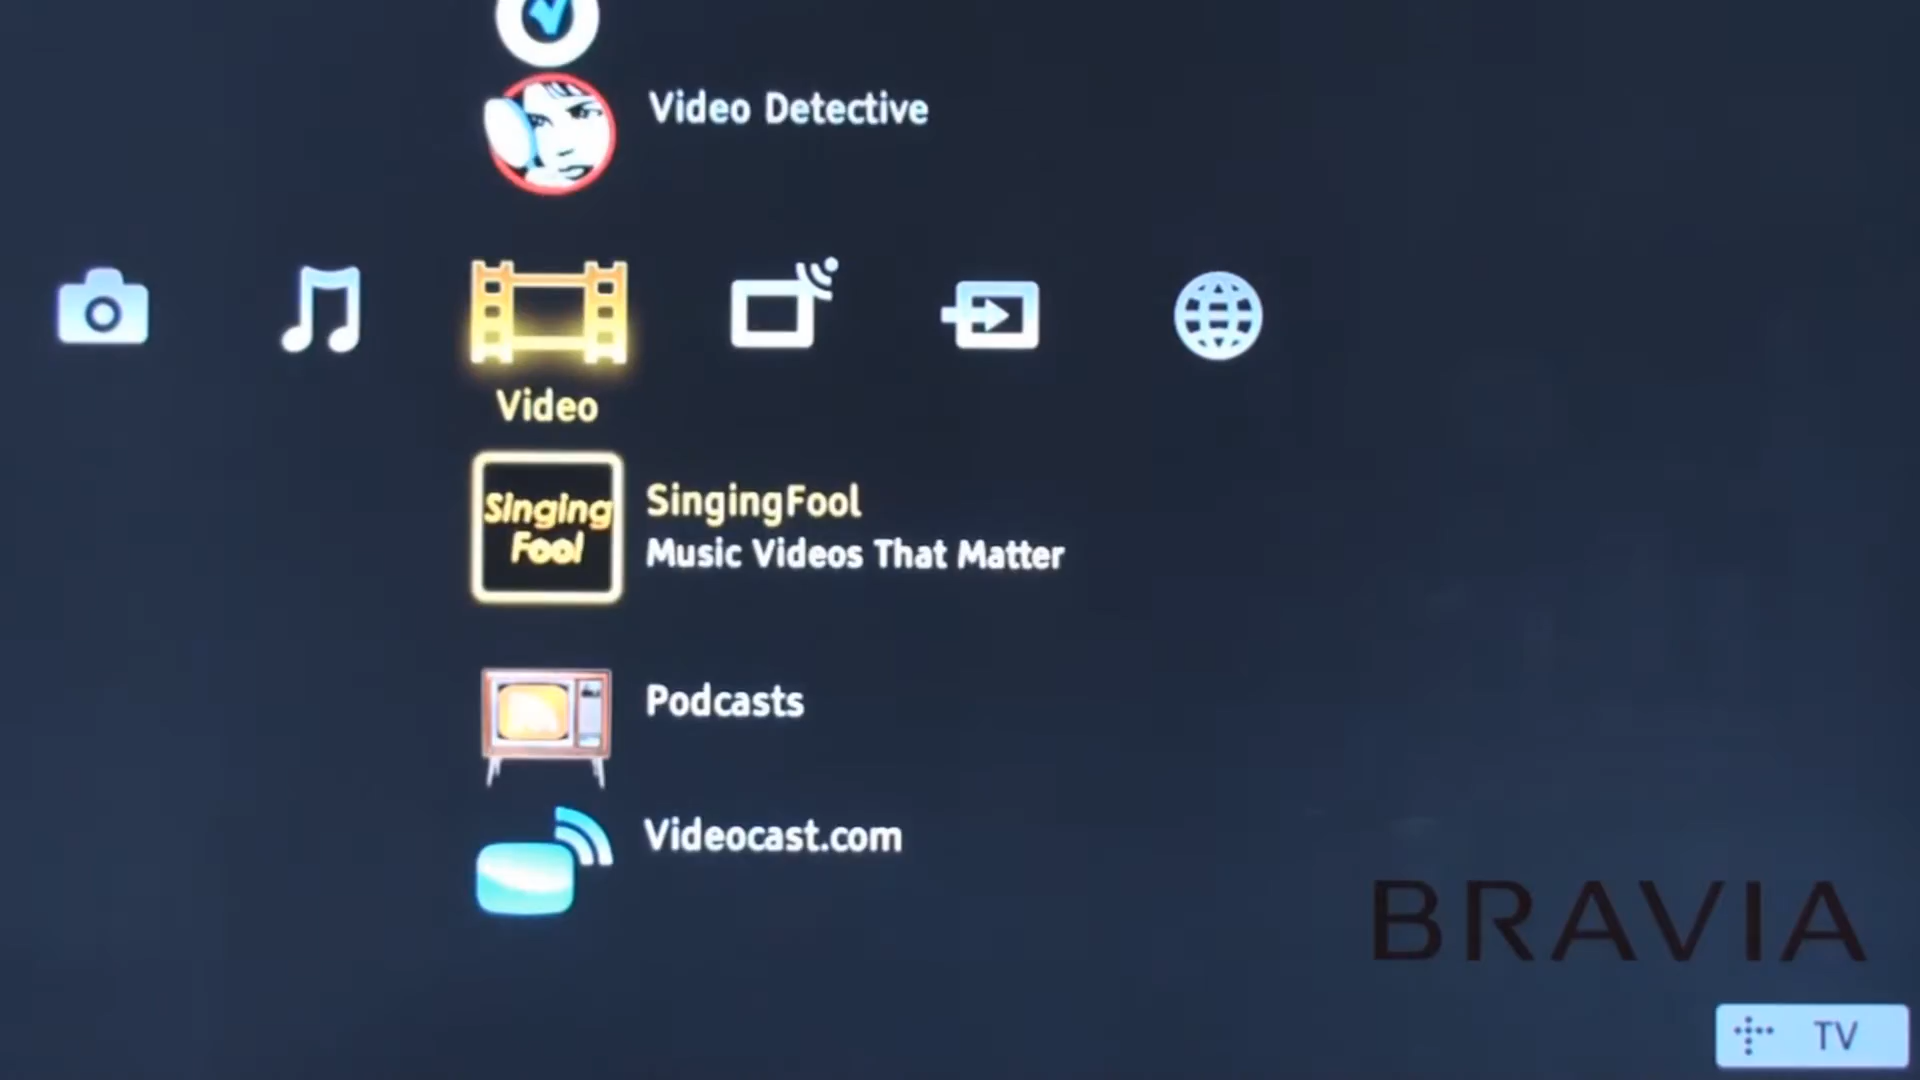 Video Detective
Video
Singing
Fool
SingingFool
Music Videos That Matter
Podcasts
Videocast.com
BRAVIA
TV